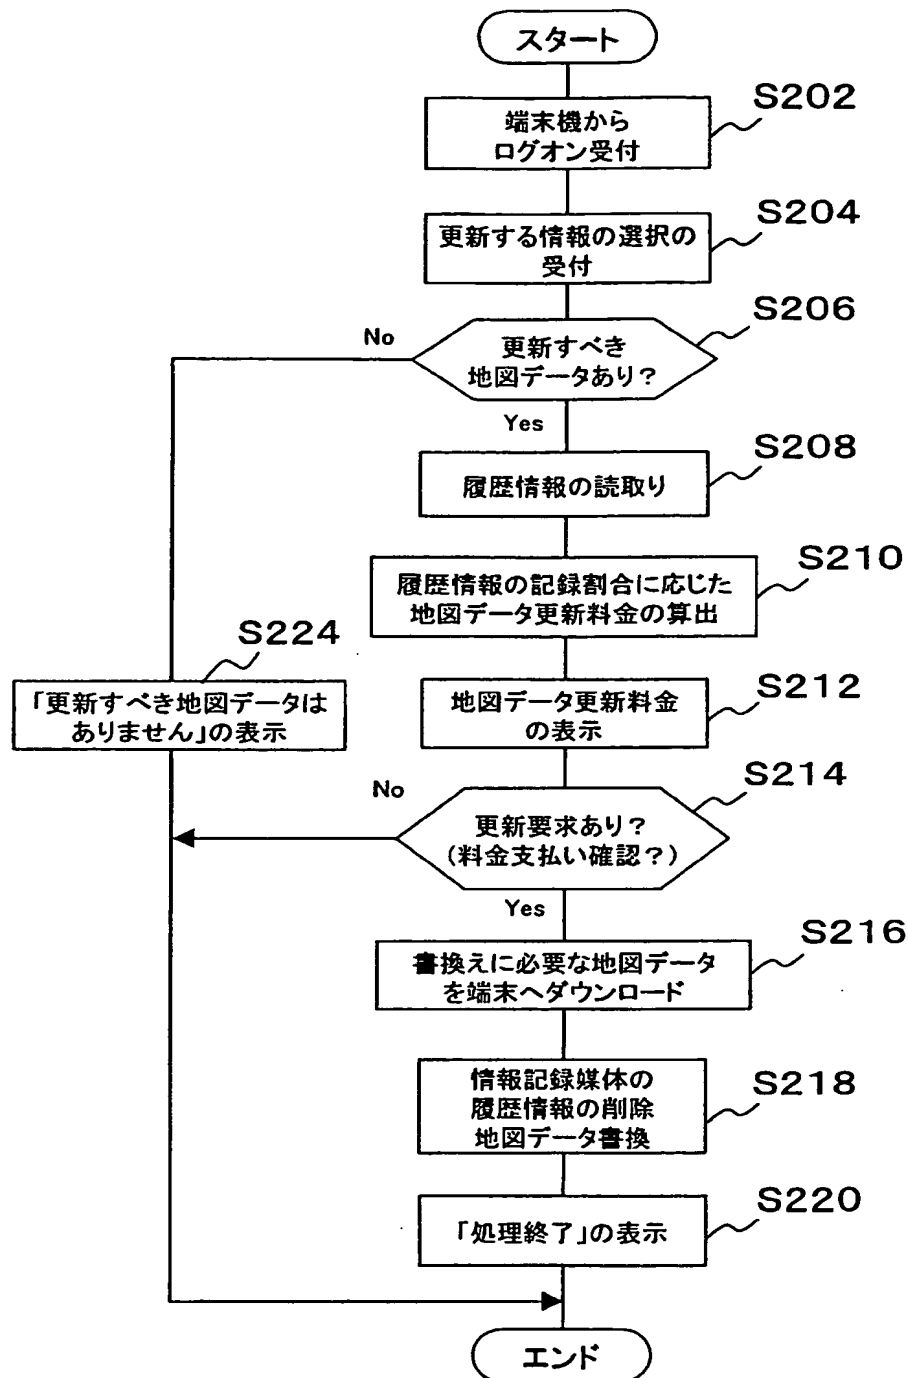 スタート
S202
端末機から
ログオン受付
S204
更新する情報の選択の
受付
S206
No
更新すべき
地図データあり?
Yes
S208
履歴情報の読取り
S210
履歴情報の記録割合に応じた
地図データ更新料金の算出
S224
「更新すべき地図データは
ありません」の表示
S212
地図データ更新料金
の表示
S214
No
更新要求あり?
(料金支払い確認?)
Yes
S216
書換えに必要な地図データ
を端末へダウンロード
S218
情報記録媒体の
履歴情報の削除
地図データ書換
S220
「処理終了」の表示
エンド